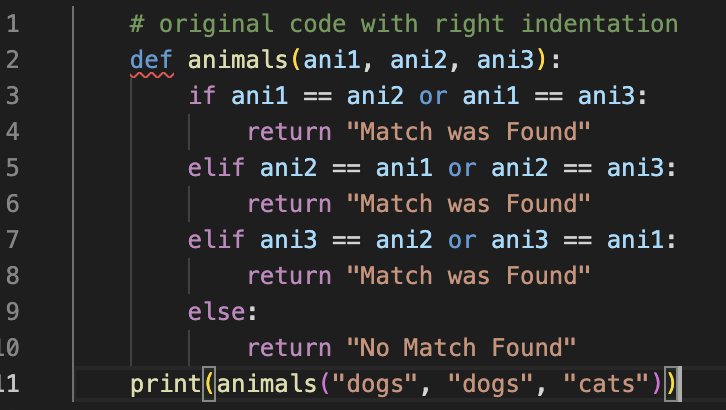 1 # original code with right indentation
2 def animals(ani1, ani2, ani3):
3 if ani1 == ani2 or ani1 == ani3:
4 return "Match was Found"
5 elif ani2 == ani1 or ani2 == ani3:
6 return "Match was Found"
7 elif ani3 == ani2 or ani3 == ani1:
8 return "Match was Found"
9 else:
10 return "No Match Found"
11 print(animals("dogs", "dogs", "cats"))